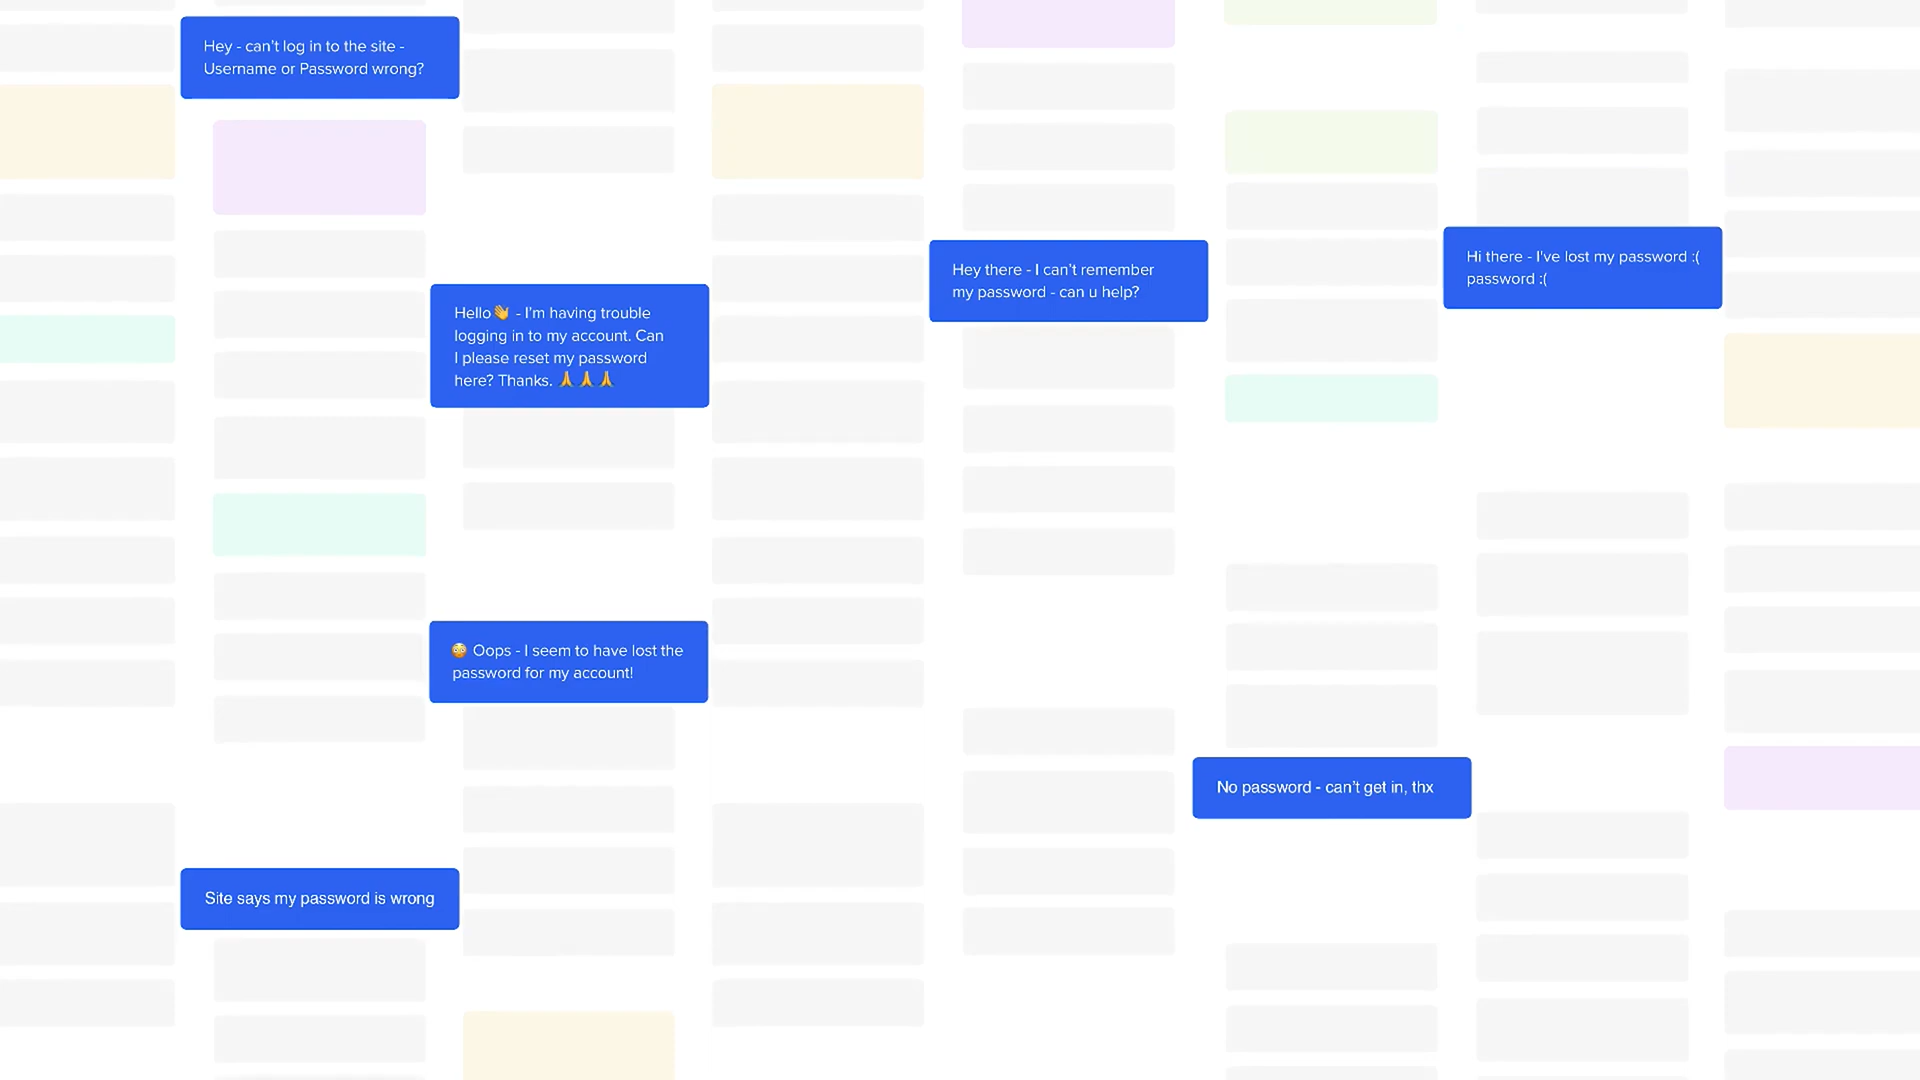 Hey - can't log in to the site -
Username or Password wrong?
Hello👋 - I'm having trouble
logging in to my account. Can
I please reset my password
here? Thanks. 🙏🙏🙏
Hey there - I can't remember
my password - can u help?
Hi there - I've lost my password :(
password :(
😳 Oops - I seem to have lost the
password for my account!
No password - can't get in, thx
Site says my password is wrong